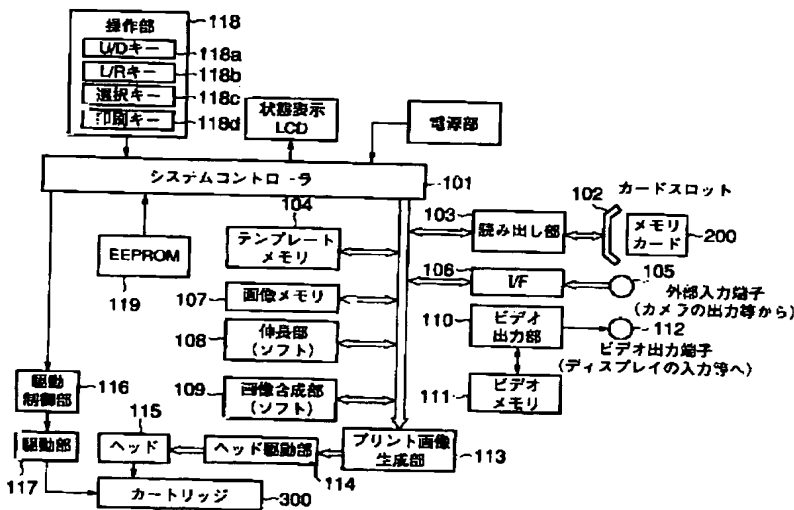 操作部
118
U/Dキー
118a
L/Rキー
118b
選択キー
118c
印刷キー
118d
状態表示
LCD
電源部
システムコントローラ
101
104
テンプレート
メモリ
103
読み出し部
102
カードスロット
メモリ
カード
200
EEPROM
119
107
画像メモリ
106
I/F
105
外部入力端子
(カメラの出力等から)
108
伸長部
(ソフト)
110
ビデオ
出力部
112
ビデオ出力端子
(ディスプレイの入力等へ)
109
画像合成部
(ソフト)
111
ビデオ
メモリ
駆動
制御部
116
115
ヘッド
ヘッド駆動部
114
プリント画像
生成部
113
駆動部
117
カートリッジ
300